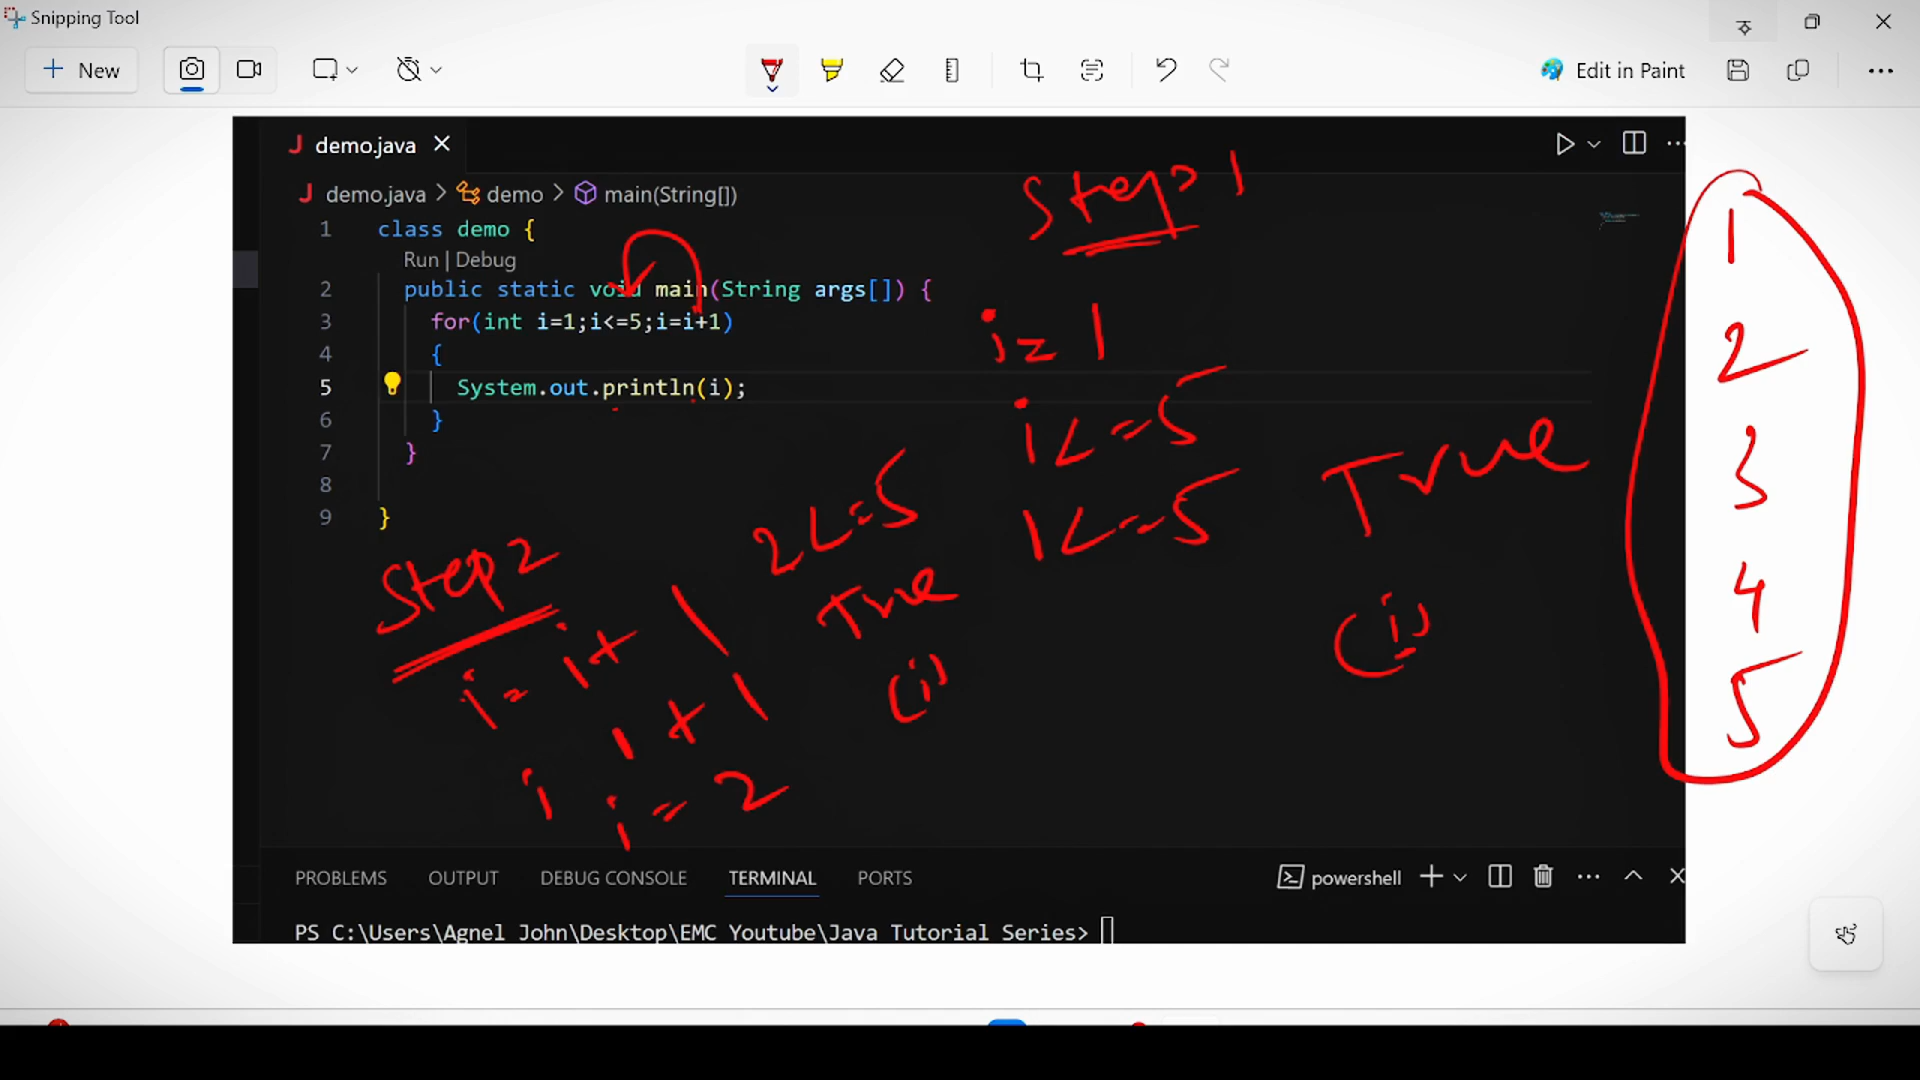 Snipping Tool
New
Edit in Paint
demo.java
demo.java > demo > main(String[])
1 class demo {
Run | Debug
2 public static void main(String args[]) {
3 for(int i=1;i<=5;i=i+1)
4 {
5 System.out.println(i);
6 }
7 }
8
9 }
Step 1
i = 1
i <= 5
1 <= 5 True
(i)
Step 2
i = i + 1
1 + 1
i
i = 2
2 <= 5
True
(i)
1
2
3
4
5
PROBLEMS OUTPUT DEBUG CONSOLE TERMINAL PORTS powershell
PS C:\Users\Agnel John\Desktop\EMC Youtube\Java Tutorial Series>